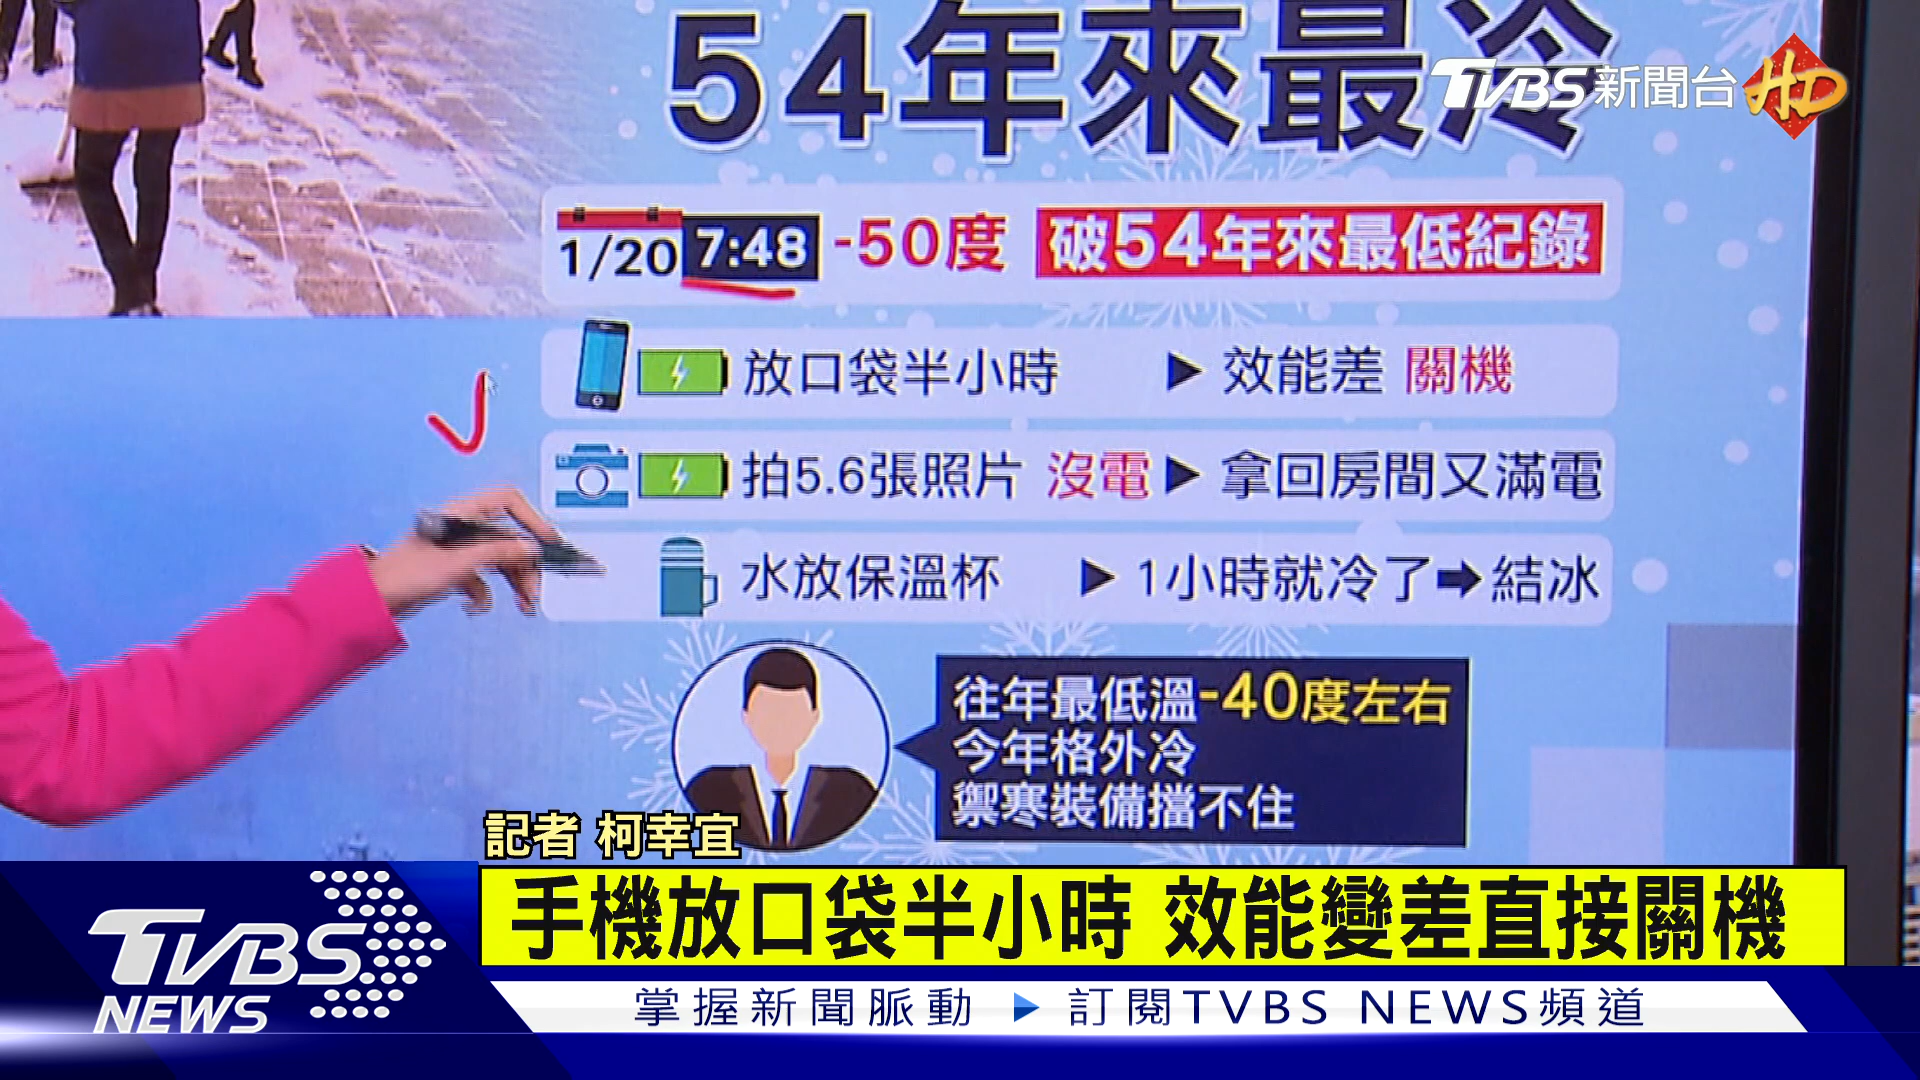 54年來最冷
TVBS新聞台 HD
1/20 7:48 -50度 破54年來最低紀錄
放口袋半小時 ▶ 效能差 關機
拍5.6張照片 沒電 ▶ 拿回房間又滿電
水放保溫杯 ▶ 1小時就冷了➡結冰
往年最低溫-40度左右
今年格外冷
禦寒裝備擋不住
記者 柯幸宜
手機放口袋半小時 效能變差直接關機
TVBS NEWS
掌握新聞脈動 ▶ 訂閱TVBS NEWS頻道